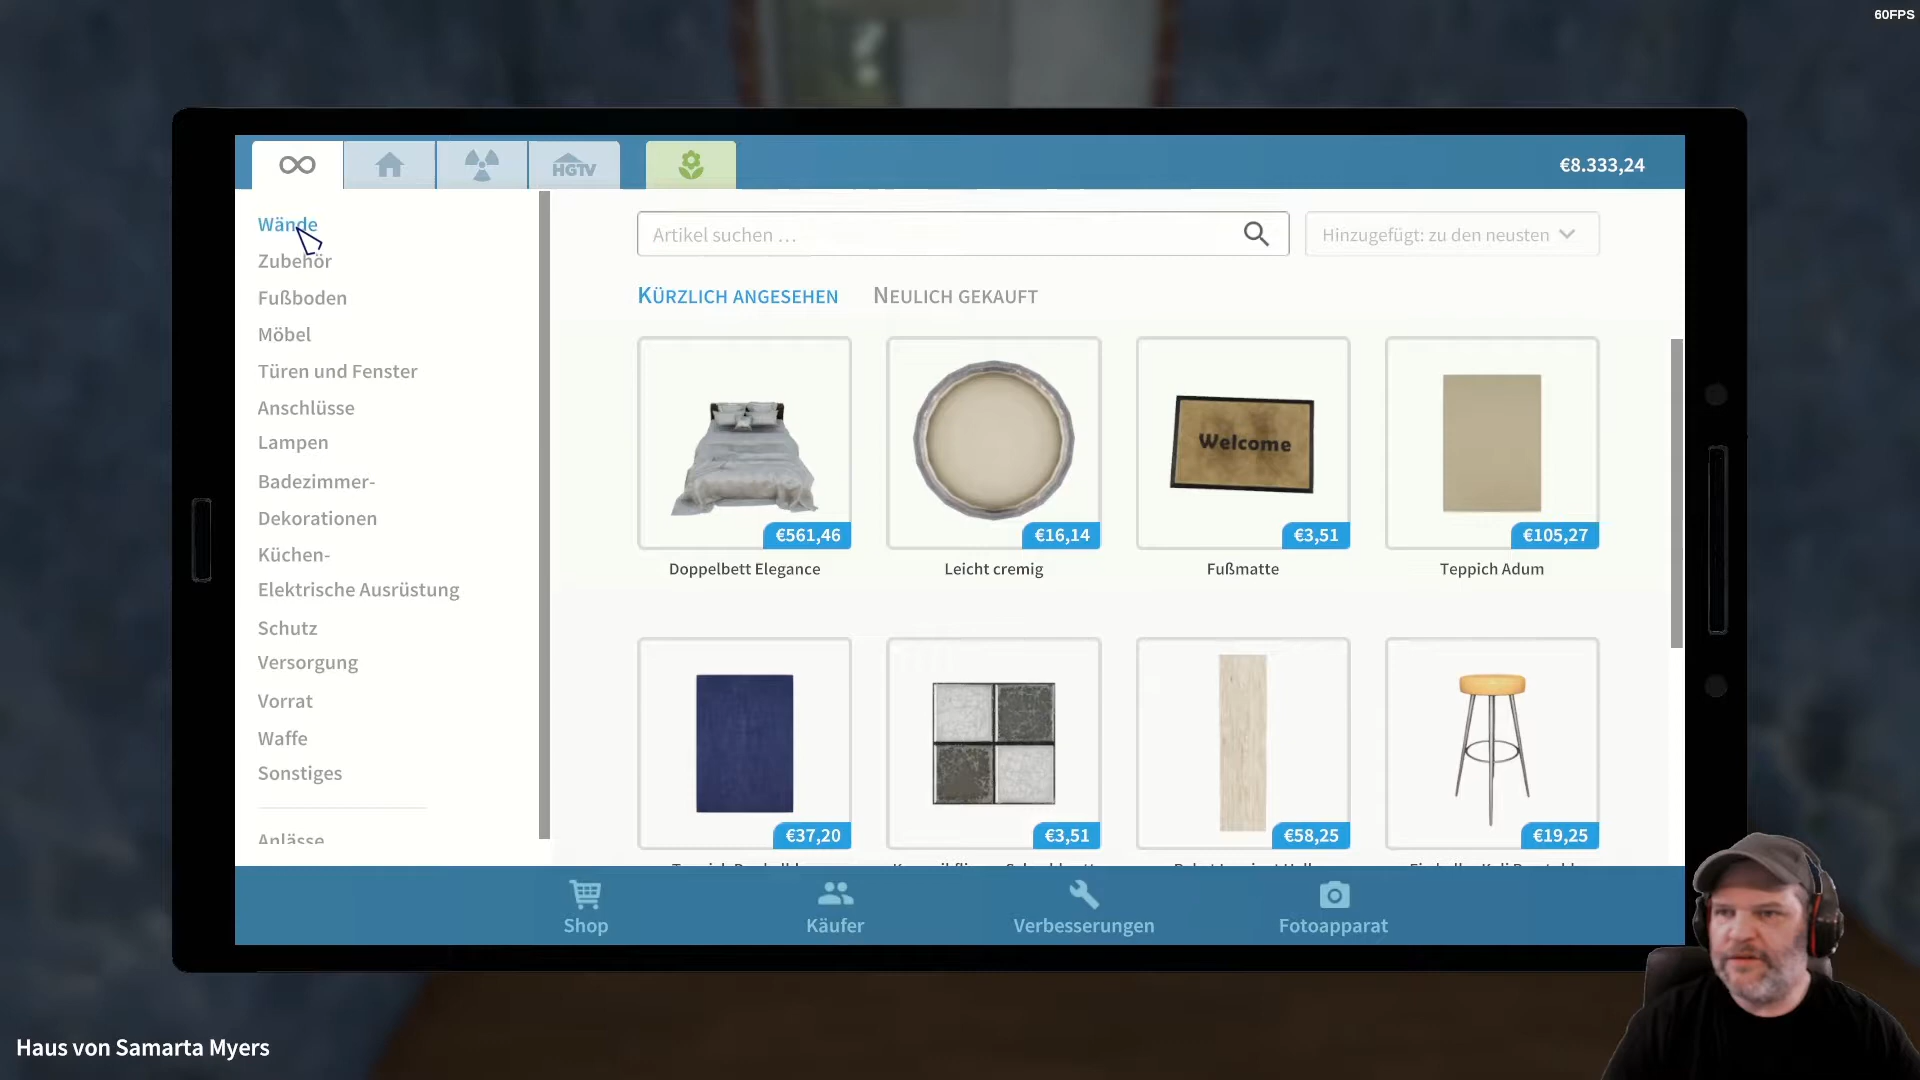 60FPS
HGTV
€8.333,24
Wände
Zubehör
Fußboden
Möbel
Türen und Fenster
Anschlüsse
Lampen
Badezimmer-
Dekorationen
Küchen-
Elektrische Ausrüstung
Schutz
Versorgung
Vorrat
Waffe
Sonstiges
Anlässe
Artikel suchen ...
Hinzugefügt: zu den neusten
KÜRZLICH ANGESEHEN
NEULICH GEKAUFT
Welcome
€561,46
€16,14
€3,51
€105,27
Doppelbett Elegance
Leicht cremig
Fußmatte
Teppich Adum
€37,20
€3,51
€58,25
€19,25
Shop
Käufer
Verbesserungen
Fotoapparat
Haus von Samarta Myers